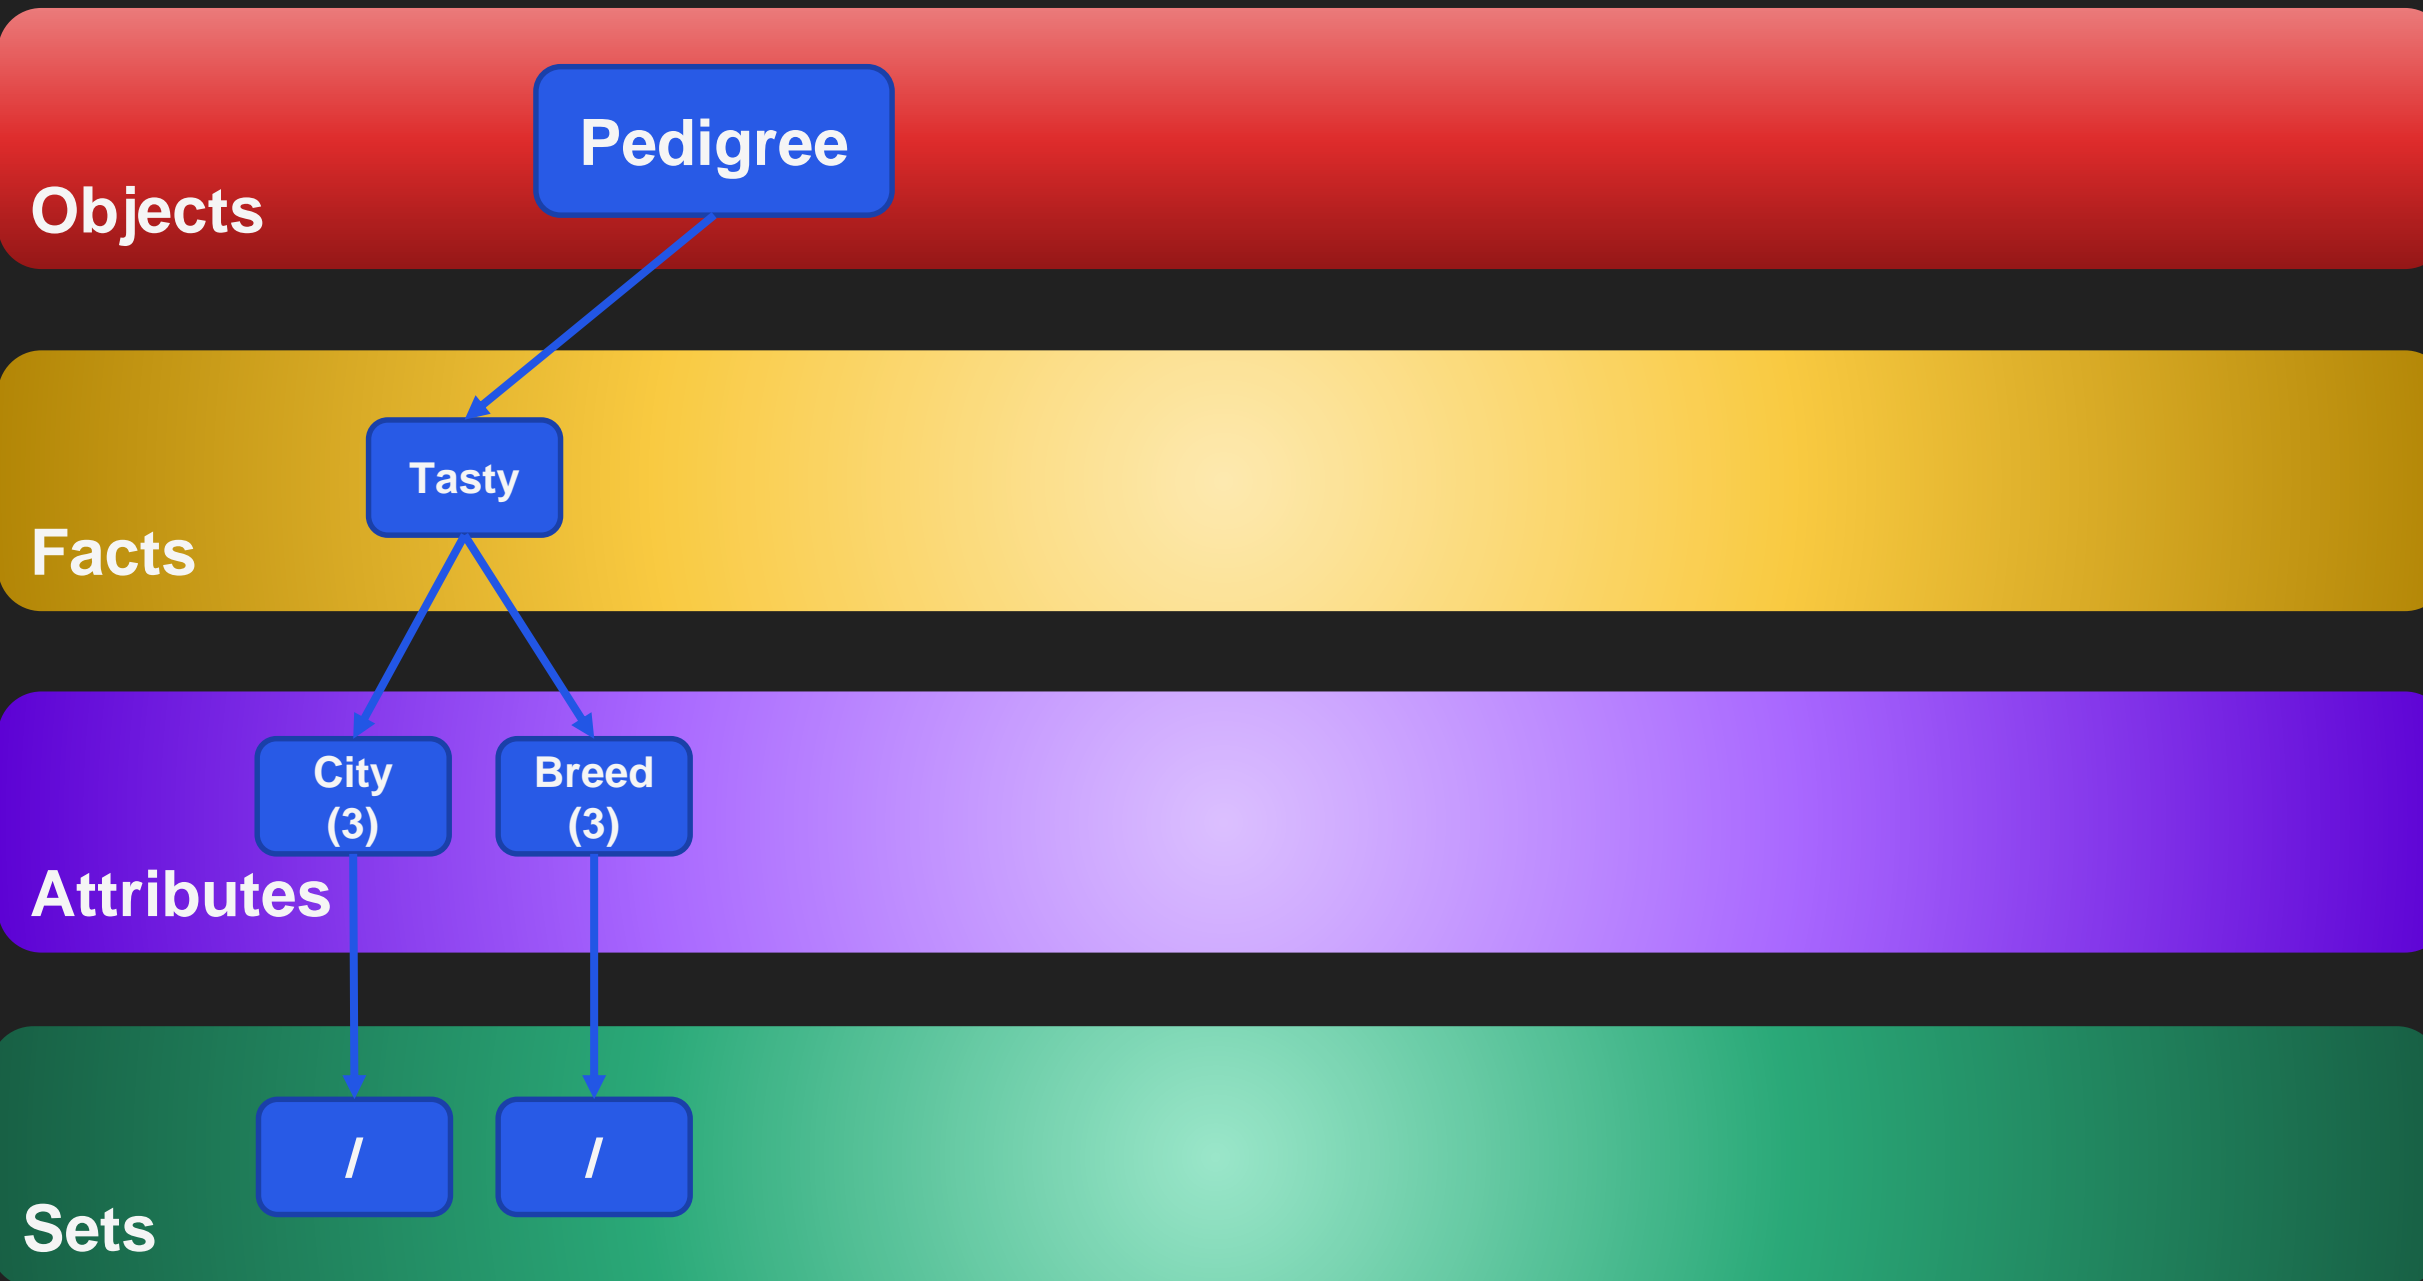 Pedigree
Objects
Tasty
Facts
City
(3)
Breed
(3)
Attributes
/
/
Sets